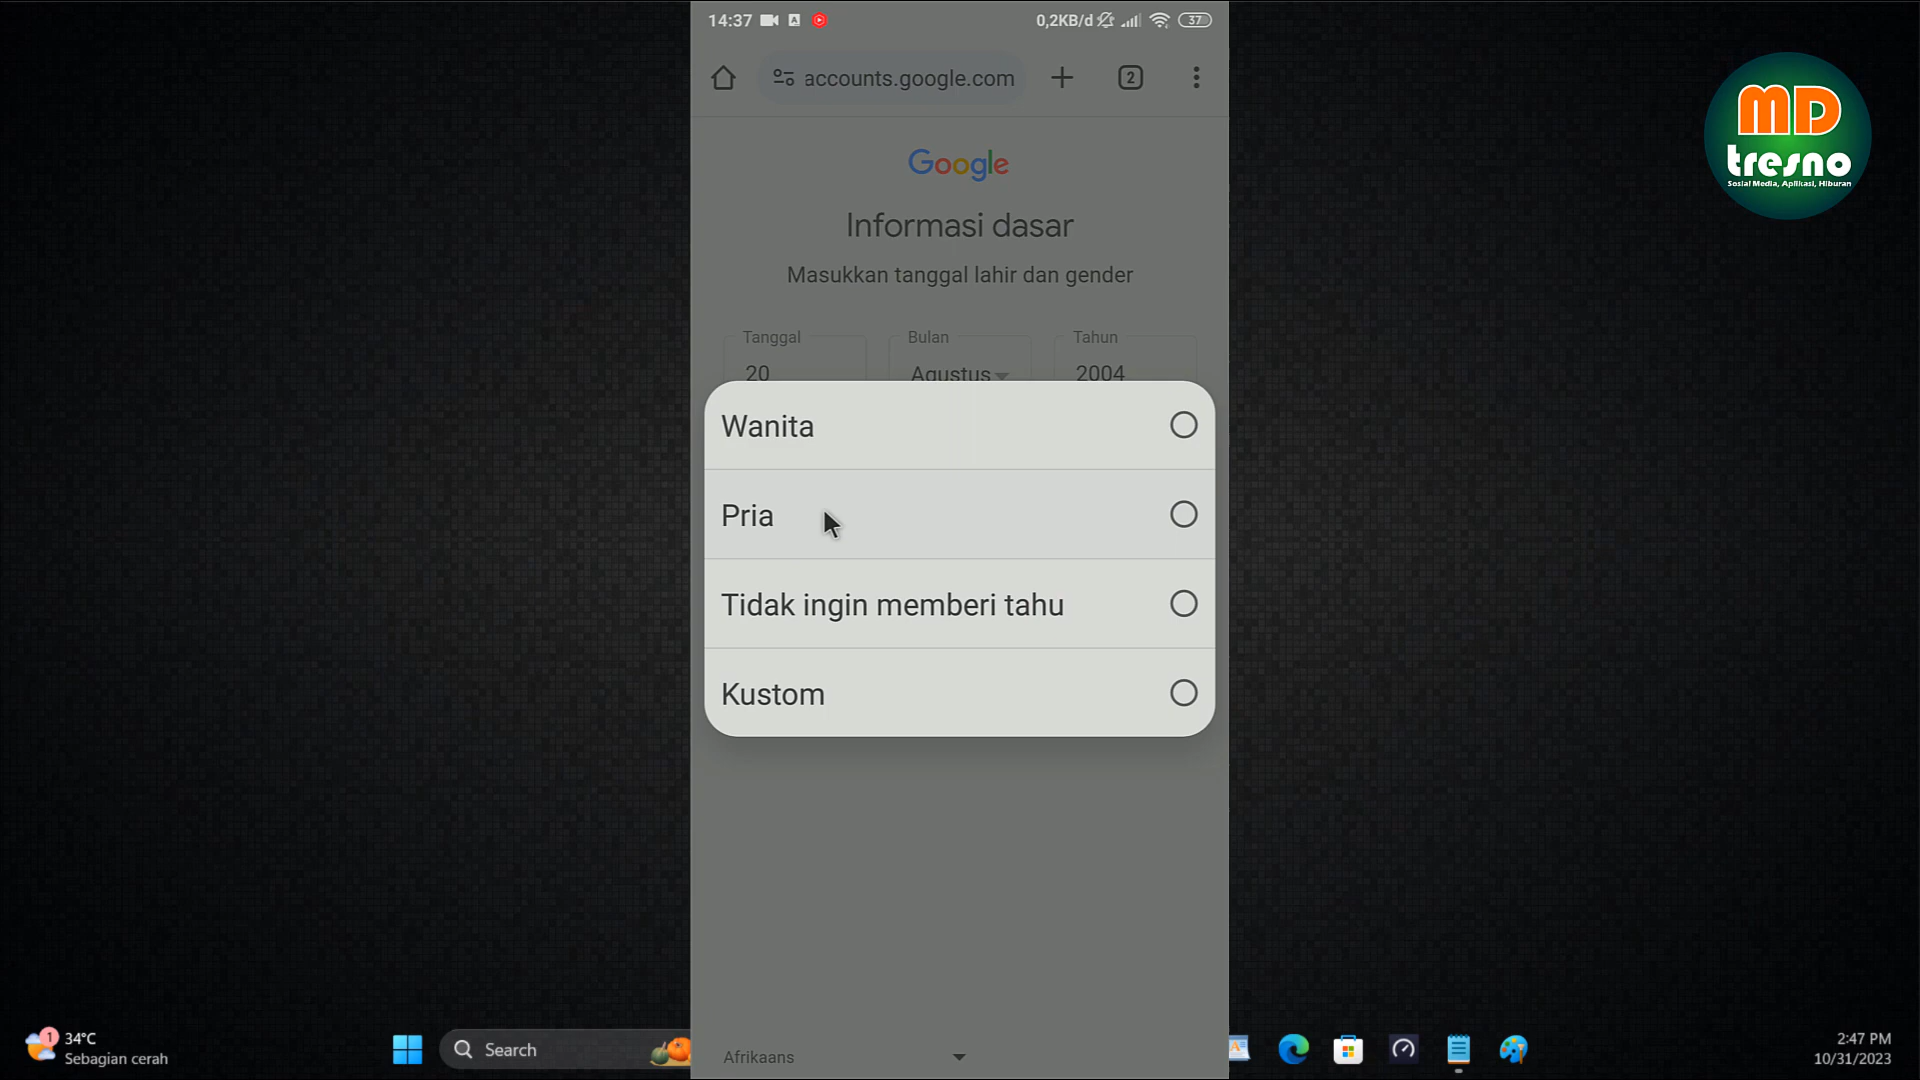 14:37
0,2KB/d
37
accounts.google.com
2
MD
tresno
Sosial Media, Aplikasi, Hiburan
Google
Informasi dasar
Masukkan tanggal lahir dan gender
Tanggal
Bulan
Tahun
20
Agustus
2004
Wanita
Pria
Tidak ingin memberi tahu
Kustom
Afrikaans
1
34°C
Sebagian cerah
Search
2:47 PM
10/31/2023